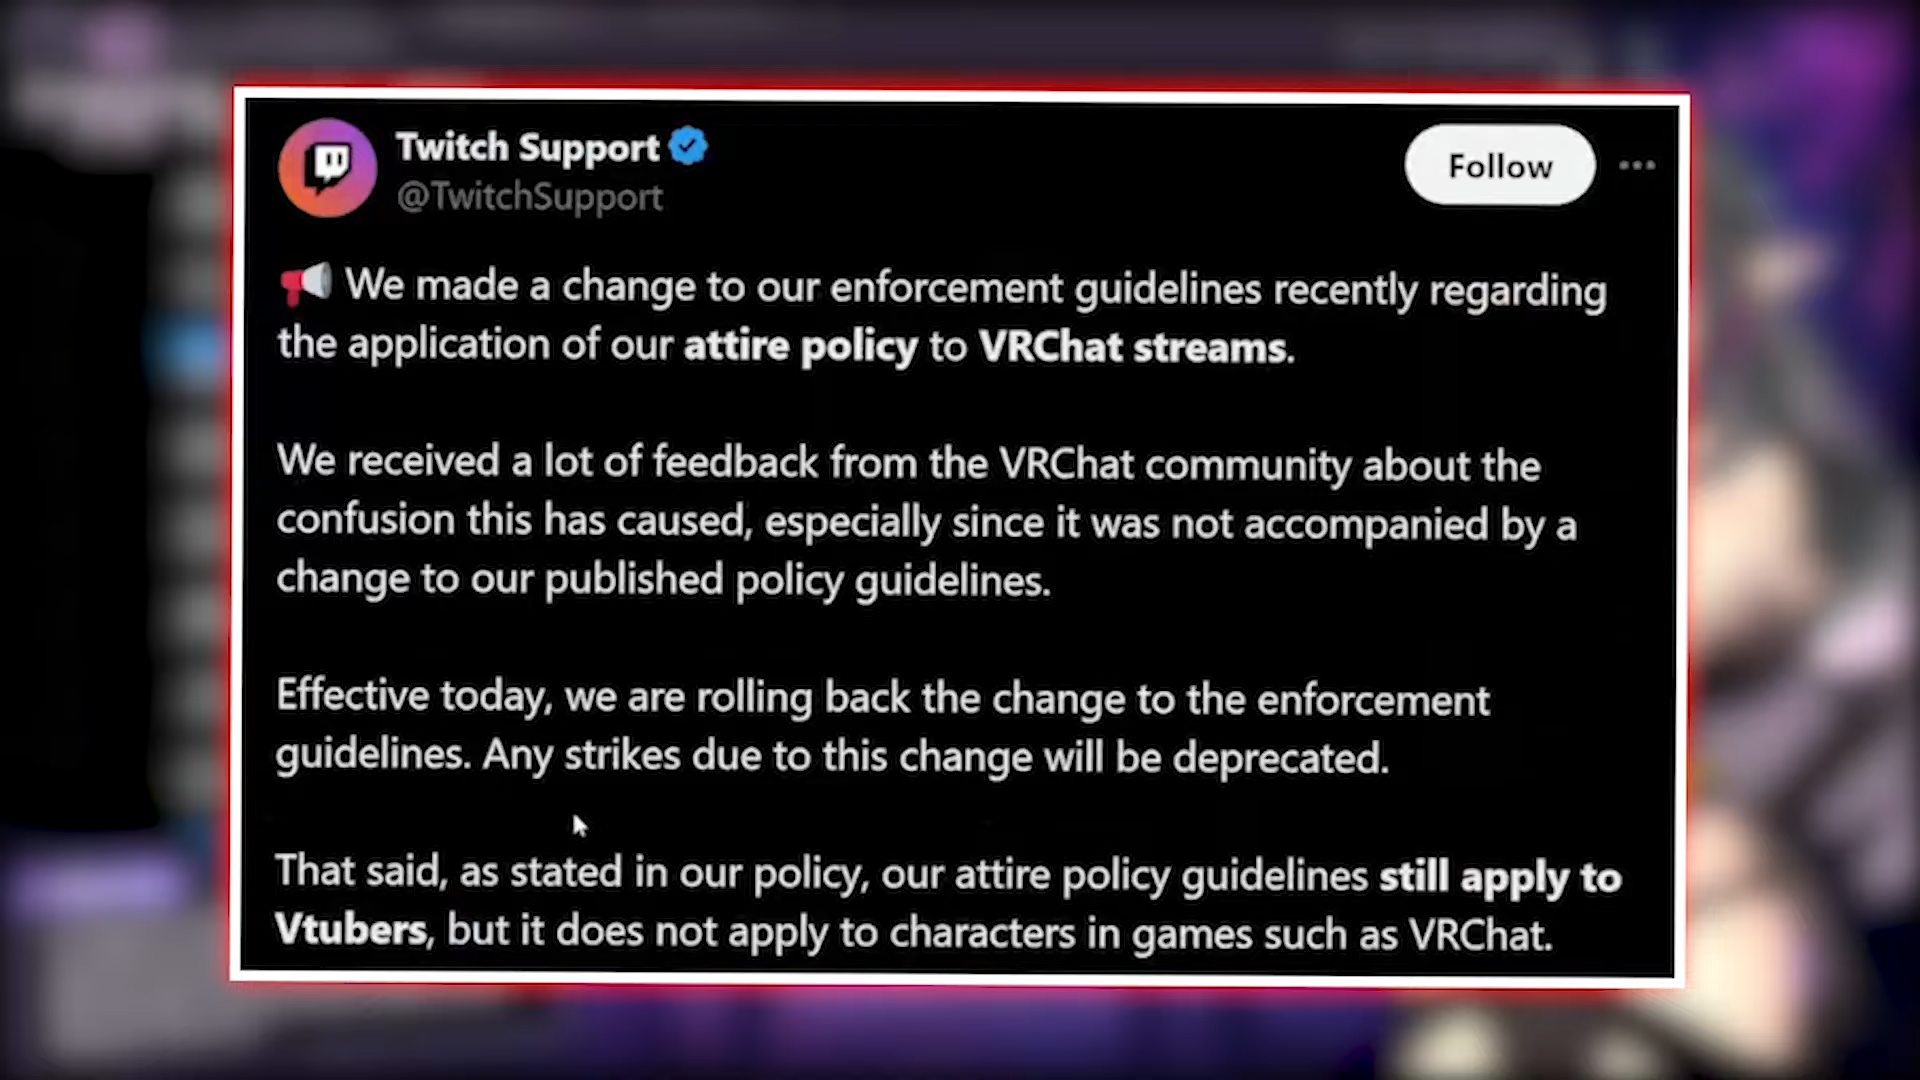 Twitch Support
@TwitchSupport
Follow
📢 We made a change to our enforcement guidelines recently regarding
the application of our attire policy to VRChat streams.
We received a lot of feedback from the VRChat community about the
confusion this has caused, especially since it was not accompanied by a
change to our published policy guidelines.
Effective today, we are rolling back the change to the enforcement
guidelines. Any strikes due to this change will be deprecated.
That said, as stated in our policy, our attire policy guidelines still apply to
Vtubers, but it does not apply to characters in games such as VRChat.